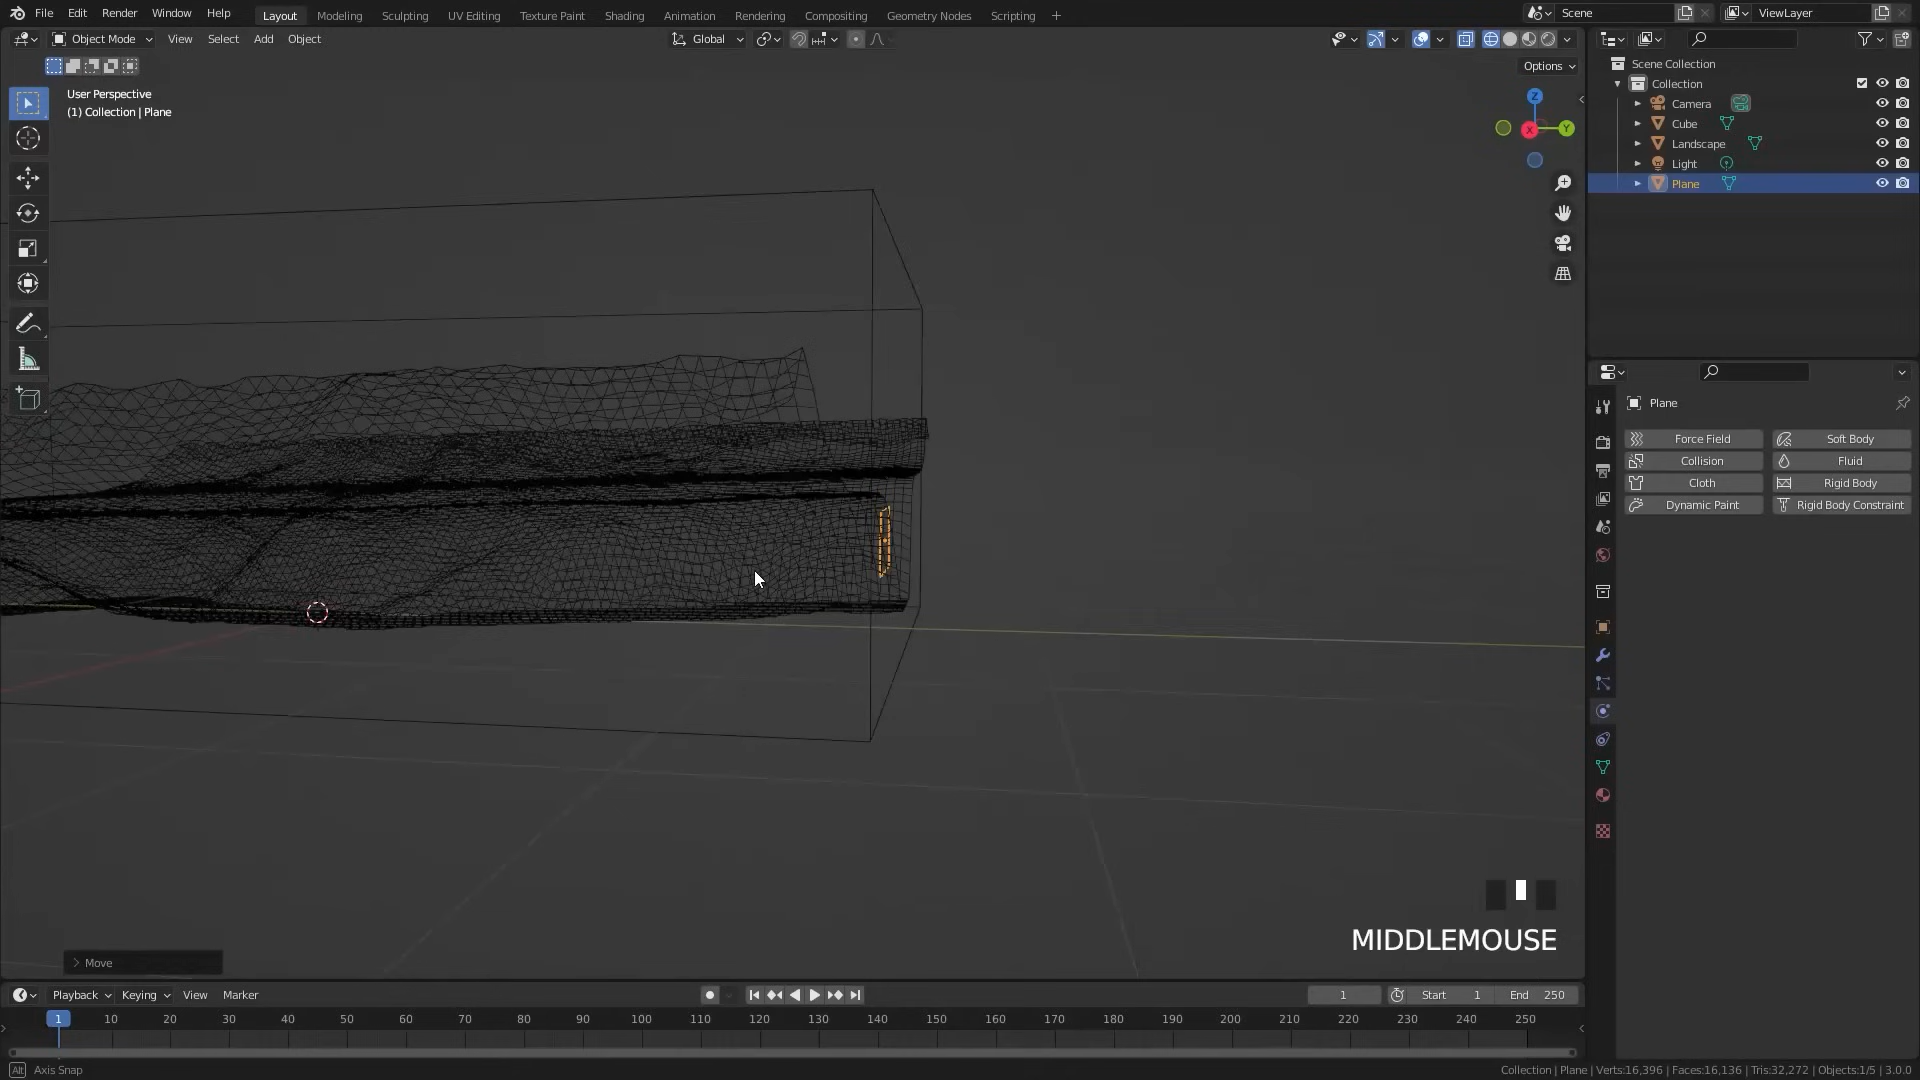 File Edit Render Window Help Layout Modeling Sculpting UV Editing Texture Paint Shading Animation Rendering Compositing Geometry Nodes Scripting + Scene ViewLayer
Object Mode View Select Add Object Global
Options
User Perspective
(1) Collection | Plane
Z
X
Y
Scene Collection
Collection
Camera
Cube
Landscape
Light
Plane
Plane
Force Field Soft Body
Collision Fluid
Cloth Rigid Body
Dynamic Paint Rigid Body Constraint
MIDDLEMOUSE
Move
Playback Keying View Marker 1 Start 1 End 250
1 10 20 30 40 50 60 70 80 90 100 110 120 130 140 150 160 170 180 190 200 210 220 230 240 250
Alt Axis Snap Collection | Plane | Verts:16,396 | Faces:16,136 | Tris:32,272 | Objects:1/5 | 3.0.0